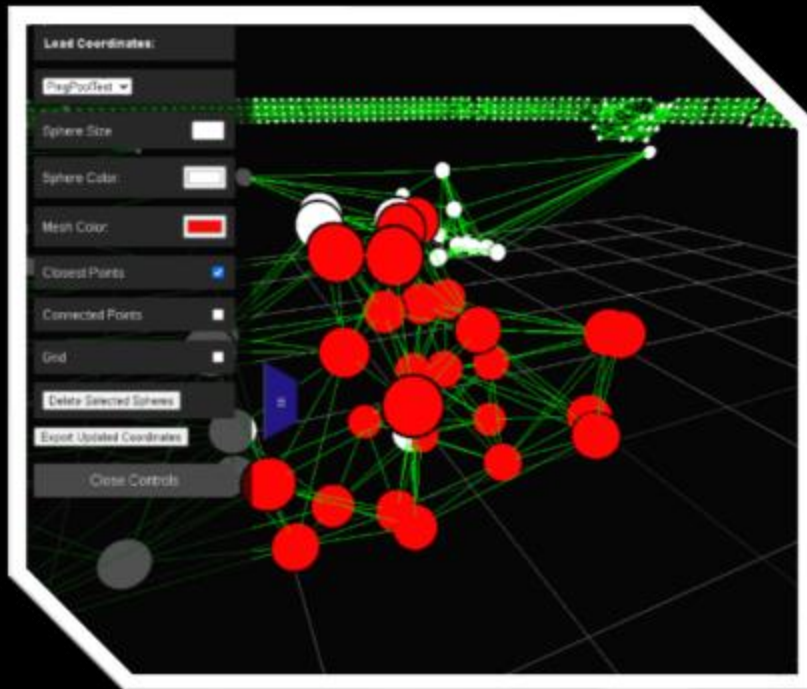 Load Coordinates:
PingPoolTest
Sphere Size
Sphere Color:
Mesh Color:
Closest Points
Connected Points
Grid
Delete Selected Spheres
Export Updated Coordinates
Close Controls